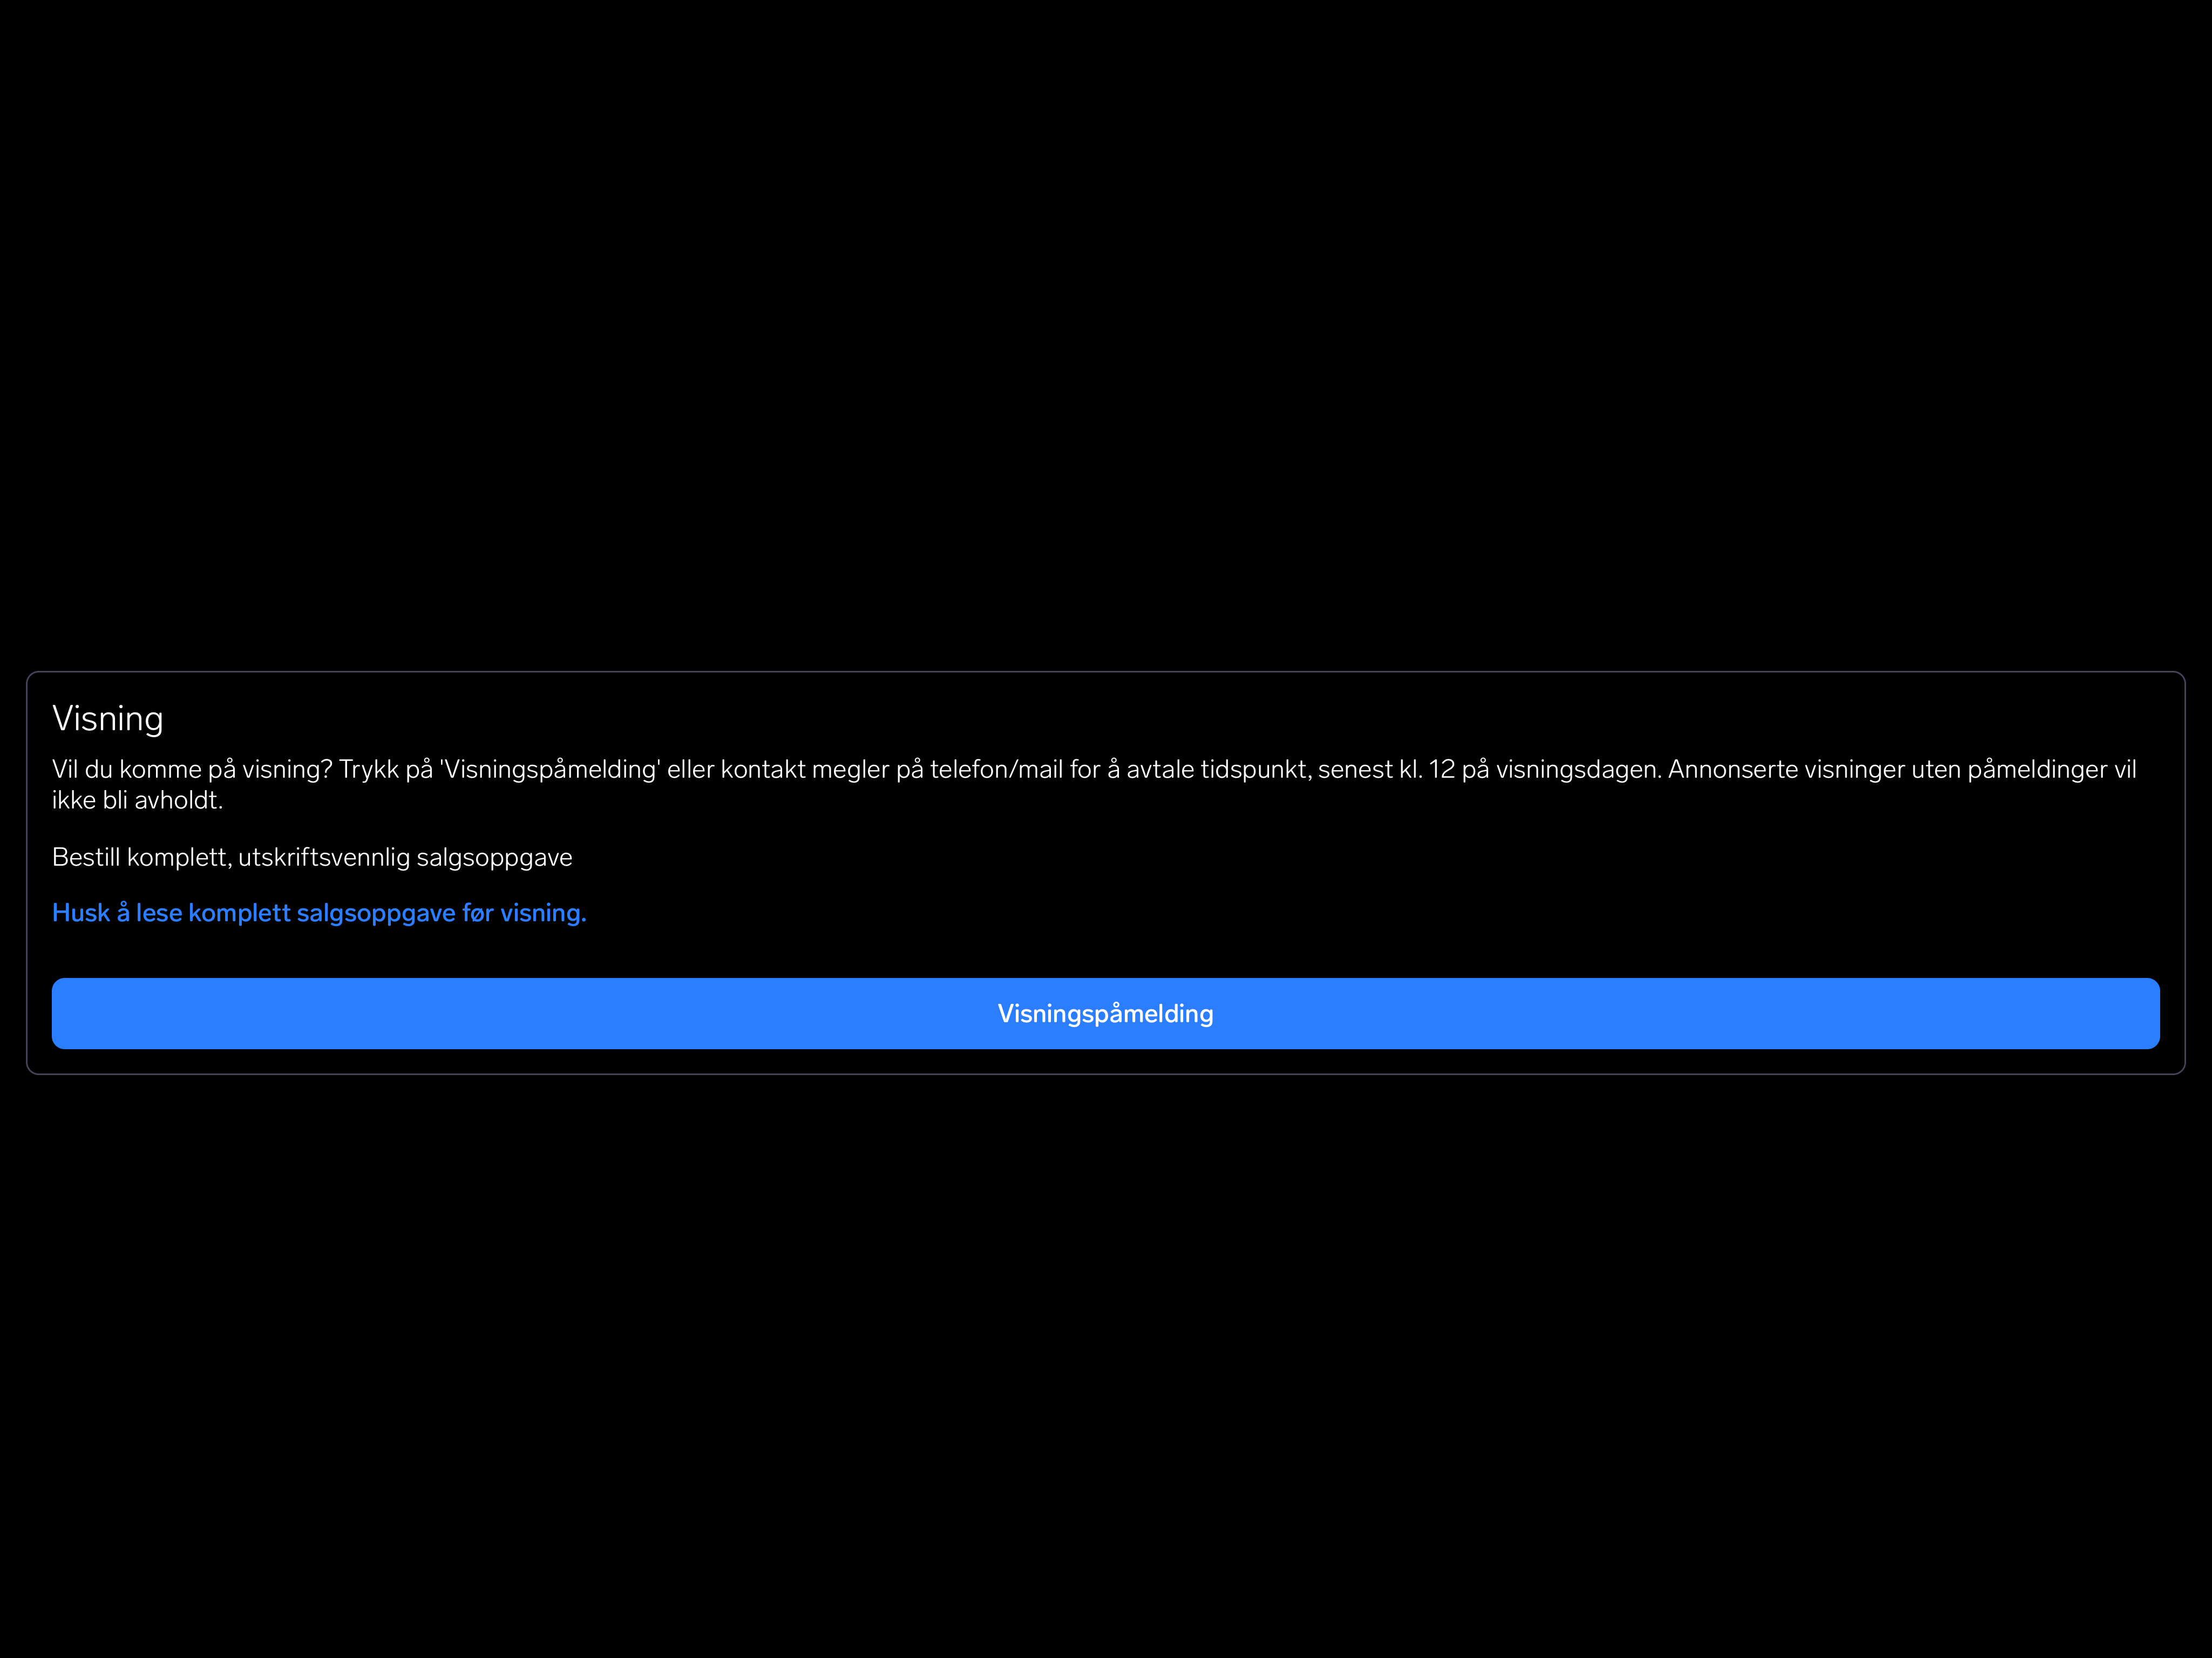 Visning
Vil du komme på visning? Trykk på 'Visningspåmelding' eller kontakt megler på telefon/mail for å avtale tidspunkt, senest kl. 12 på visningsdagen. Annonserte visninger uten påmeldinger vil
ikke bli avholdt.
Bestill komplett, utskriftsvennlig salgsoppgave
Husk å lese komplett salgsoppgave før visning.
Visningspåmelding